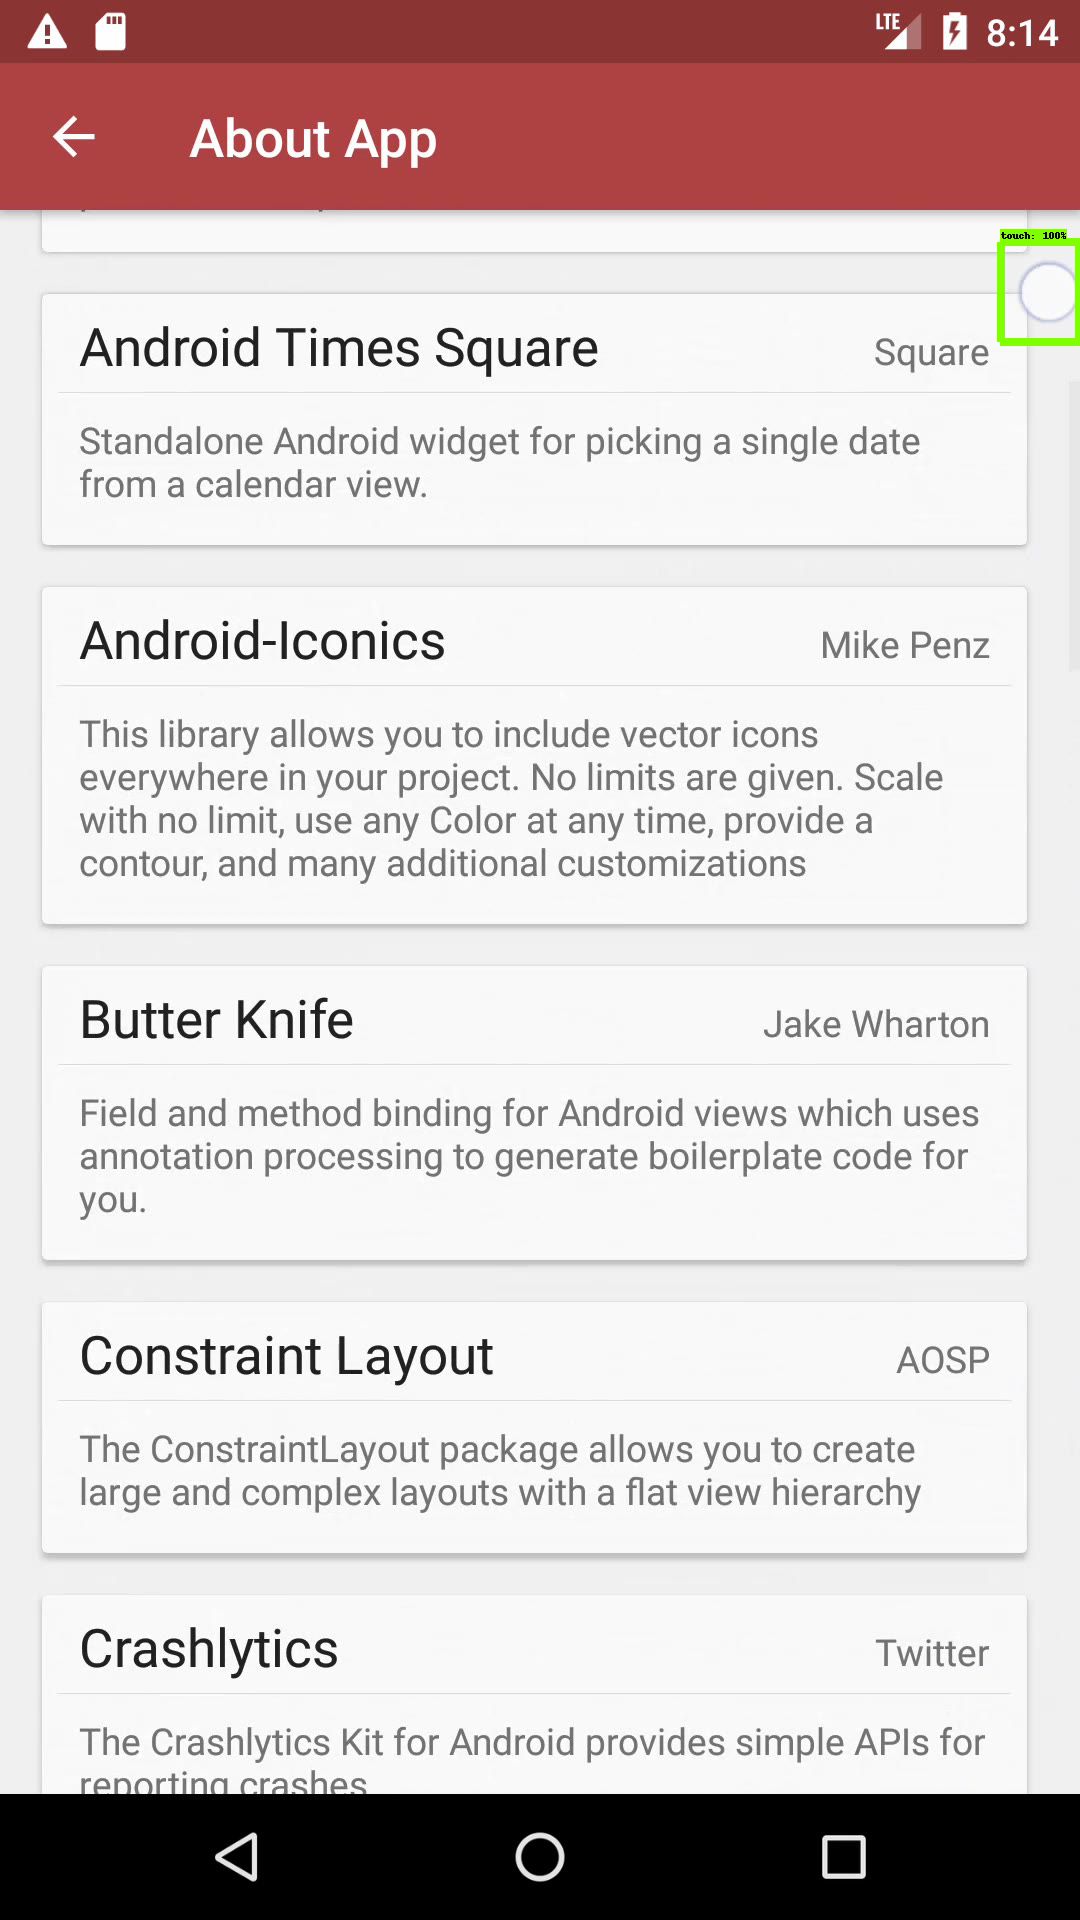 LTE 8:14
About App
touch: 100%
Android Times Square
Square
Standalone Android widget for picking a single date
from a calendar view.
Android-Iconics
Mike Penz
This library allows you to include vector icons
everywhere in your project. No limits are given. Scale
with no limit, use any Color at any time, provide a
contour, and many additional customizations
Butter Knife
Jake Wharton
Field and method binding for Android views which uses
annotation processing to generate boilerplate code for
you.
Constraint Layout
AOSP
The ConstraintLayout package allows you to create
large and complex layouts with a flat view hierarchy
Crashlytics
Twitter
The Crashlytics Kit for Android provides simple APIs for
reporting crashes